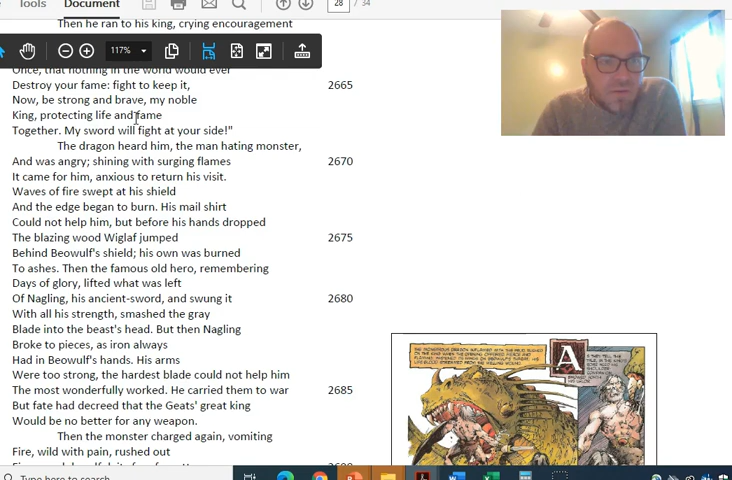 Tools
Document
28 / 34
Then he ran to his king, crying encouragement
117%
Once, that nothing in the world would ever
Destroy your fame: fight to keep it, 2665
Now, be strong and brave, my noble
King, protecting life and fame
Together. My sword will fight at your side!"
The dragon heard him, the man hating monster,
And was angry; shining with surging flames 2670
It came for him, anxious to return his visit.
Waves of fire swept at his shield
And the edge began to burn. His mail shirt
Could not help him, but before his hands dropped
The blazing wood Wiglaf jumped 2675
Behind Beowulf's shield; his own was burned
To ashes. Then the famous old hero, remembering
Days of glory, lifted what was left
Of Nagling, his ancient-sword, and swung it 2680
With all his strength, smashed the gray
Blade into the beast's head. But then Nagling
Broke to pieces, as iron always
Had in Beowulf's hands. His arms
Were too strong, the hardest blade could not help him
The most wonderfully worked. He carried them to war 2685
But fate had decreed that the Geats' great king
Would be no better for any weapon.
Then the monster charged again, vomiting
Fire, wild with pain, rushed out
A
Type here to search